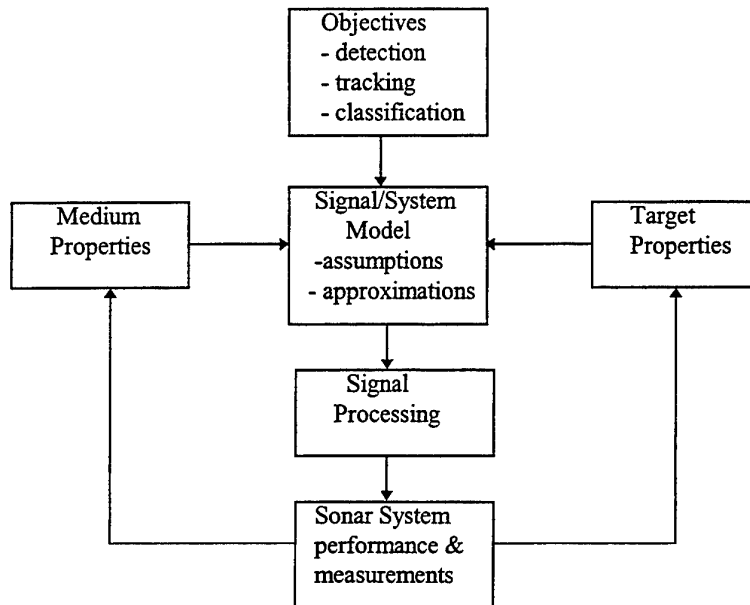 Objectives
- detection
- tracking
- classification
Medium
Properties
Signal/System
Model
-assumptions
- approximations
Target
Properties
Signal
Processing
Sonar System
performance &
measurements